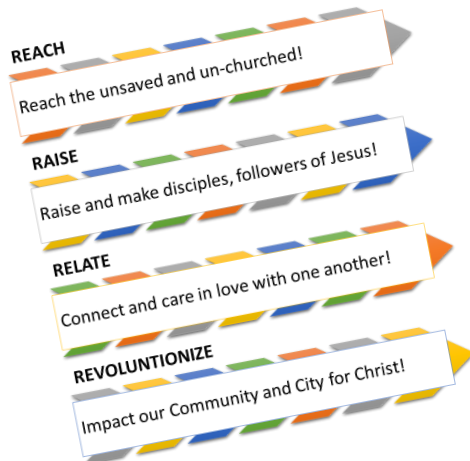 REACH
Reach the unsaved and un-churched!
RAISE
Raise and make disciples, followers of Jesus!
RELATE
Connect and care in love with one another!
REVOLUNTIONIZE
Impact our Community and City for Christ!